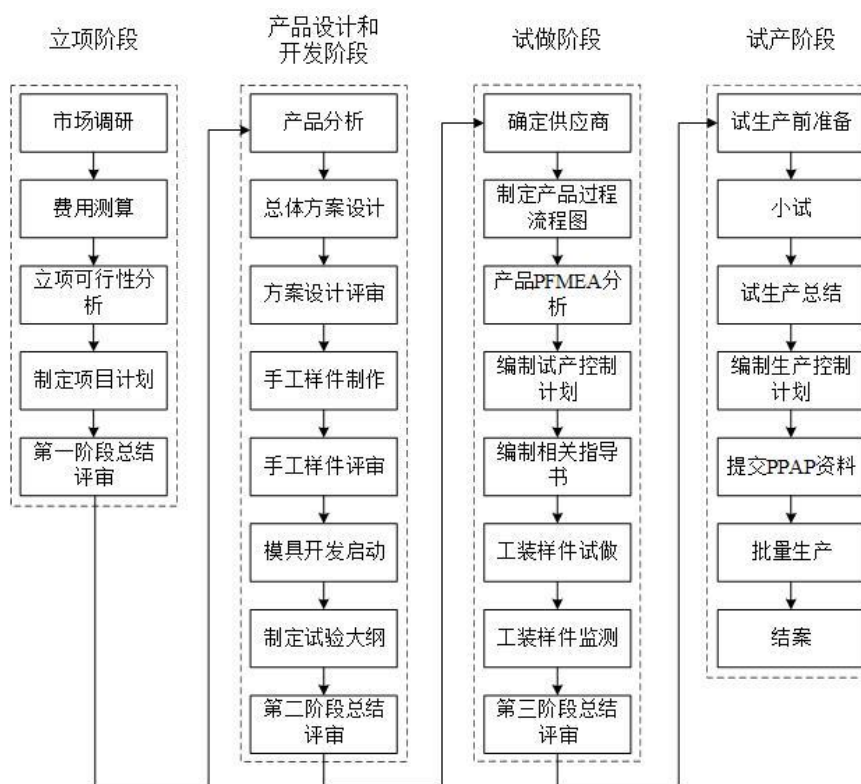 立项阶段
市场调研
费用测算
立项可行性分
析
制定项目计划
第一阶段总结
评审
产品设计和
开发阶段
产品分析
总体方案设计
方案设计评审
手工样件制作
手工样件评审
模具开发启动
制定试验大纲
第二阶段总结
评审
试做阶段
确定供应商
制定产品过程
流程图
产品PFMEA分
析
编制试产控制
计划
编制相关指导
书
工装样件试做
工装样件监测
第三阶段总结
评审
试产阶段
试生产前准备
小试
试生产总结
编制生产控制
计划
提交PPAP资料
批量生产
结案